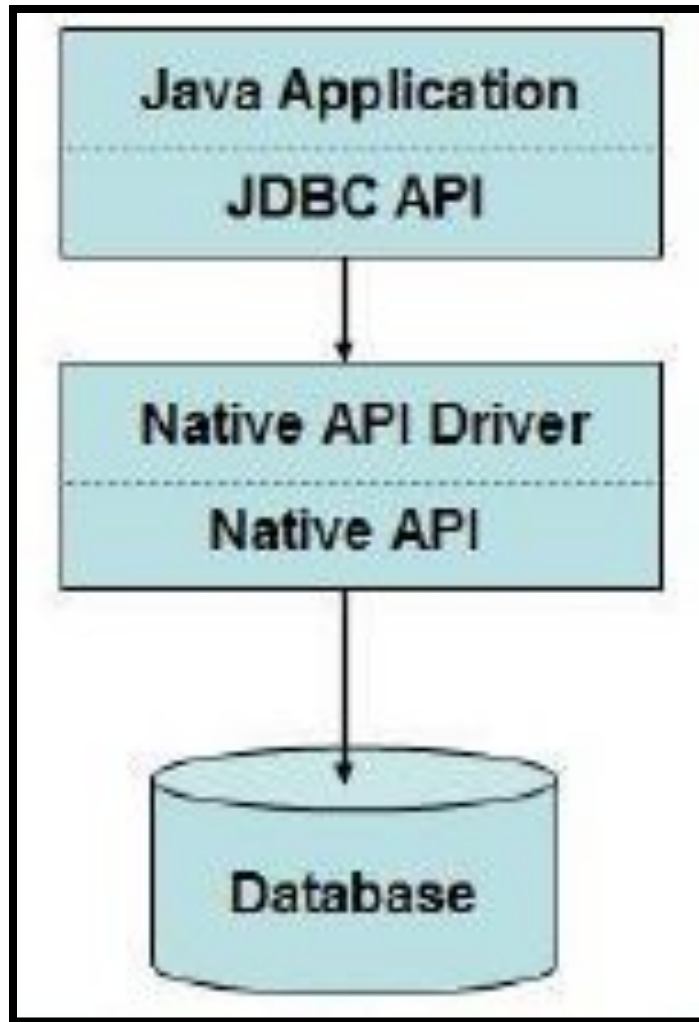 Java Application
JDBC API
Native API Driver
Native API
Database